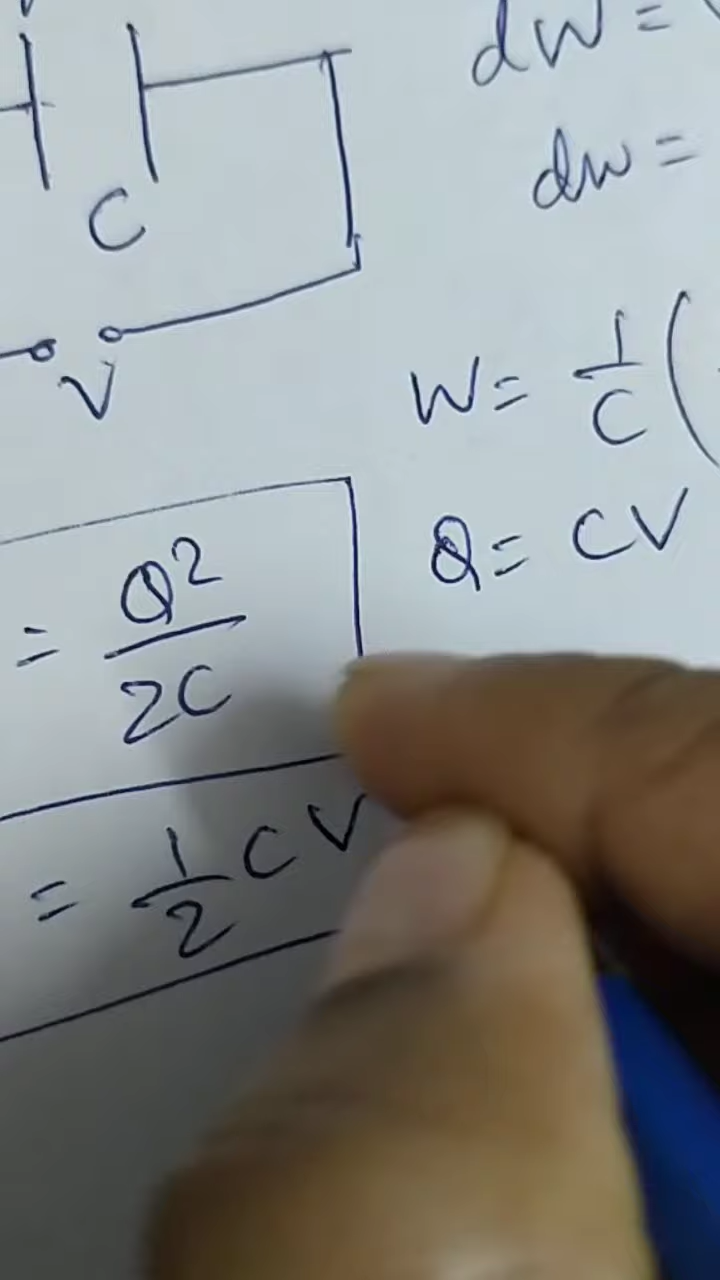 dW =
dw =
C
V
W = 1/C (
Q = CV
= Q²/2C
= 1/2 CV